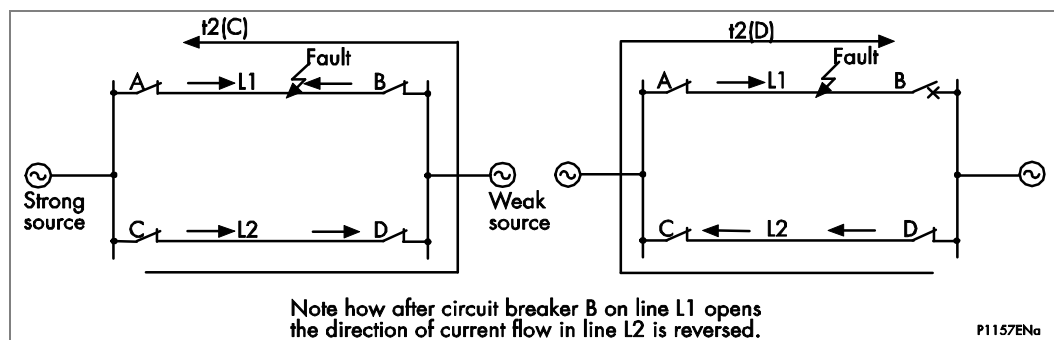 t2(C)
Fault
A
L1
B
Strong
source
Weak
source
C
L2
D
t2(D)
Fault
A
L1
B
C
L2
D
Note how after circuit breaker B on line L1 opens
the direction of current flow in line L2 is reversed.
P1157ENa